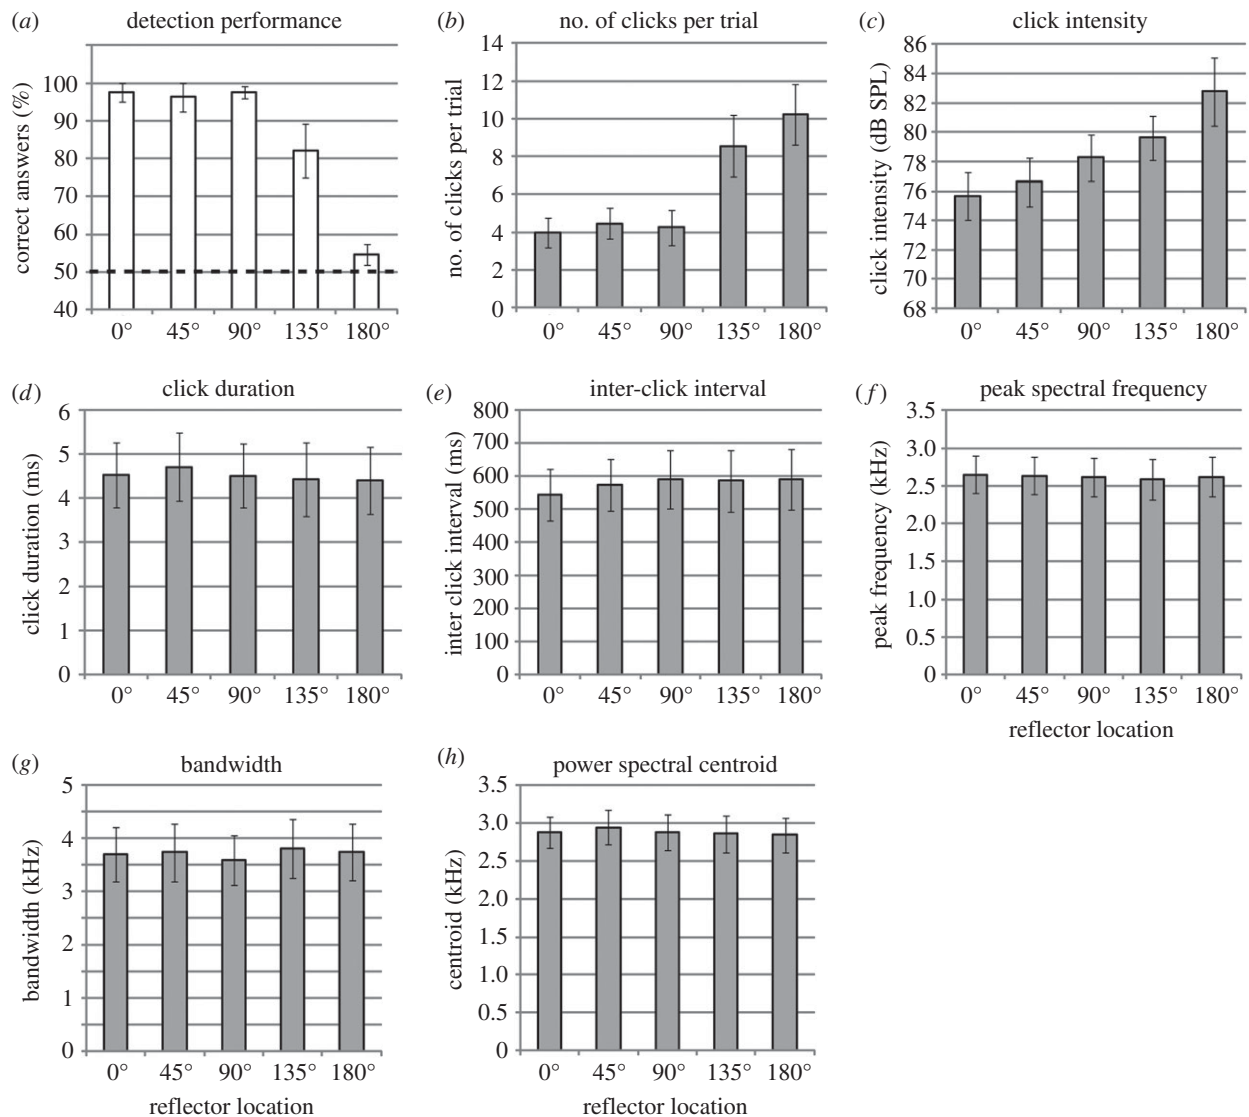 (a) detection performance
correct answers (%)
100
90
80
70
60
50
40
0° 45° 90° 135° 180°
(b) no. of clicks per trial
no. of clicks per trial
14
12
10
8
6
4
2
0
0° 45° 90° 135° 180°
(c) click intensity
click intensity (dB SPL)
86
84
82
80
78
76
74
72
70
68
0° 45° 90° 135° 180°
(d) click duration
click duration (ms)
6
5
4
3
2
1
0
0° 45° 90° 135° 180°
(e) inter-click interval
inter click interval (ms)
800
700
600
500
400
300
200
100
0
0° 45° 90° 135° 180°
(f) peak spectral frequency
peak frequency (kHz)
3.5
3.0
2.5
2.0
1.5
1.0
0.5
0
0° 45° 90° 135° 180°
reflector location
(g) bandwidth
bandwidth (kHz)
5
4
3
2
1
0
0° 45° 90° 135° 180°
reflector location
(h) power spectral centroid
centroid (kHz)
3.5
3.0
2.5
2.0
1.5
1.0
0.5
0
0° 45° 90° 135° 180°
reflector location